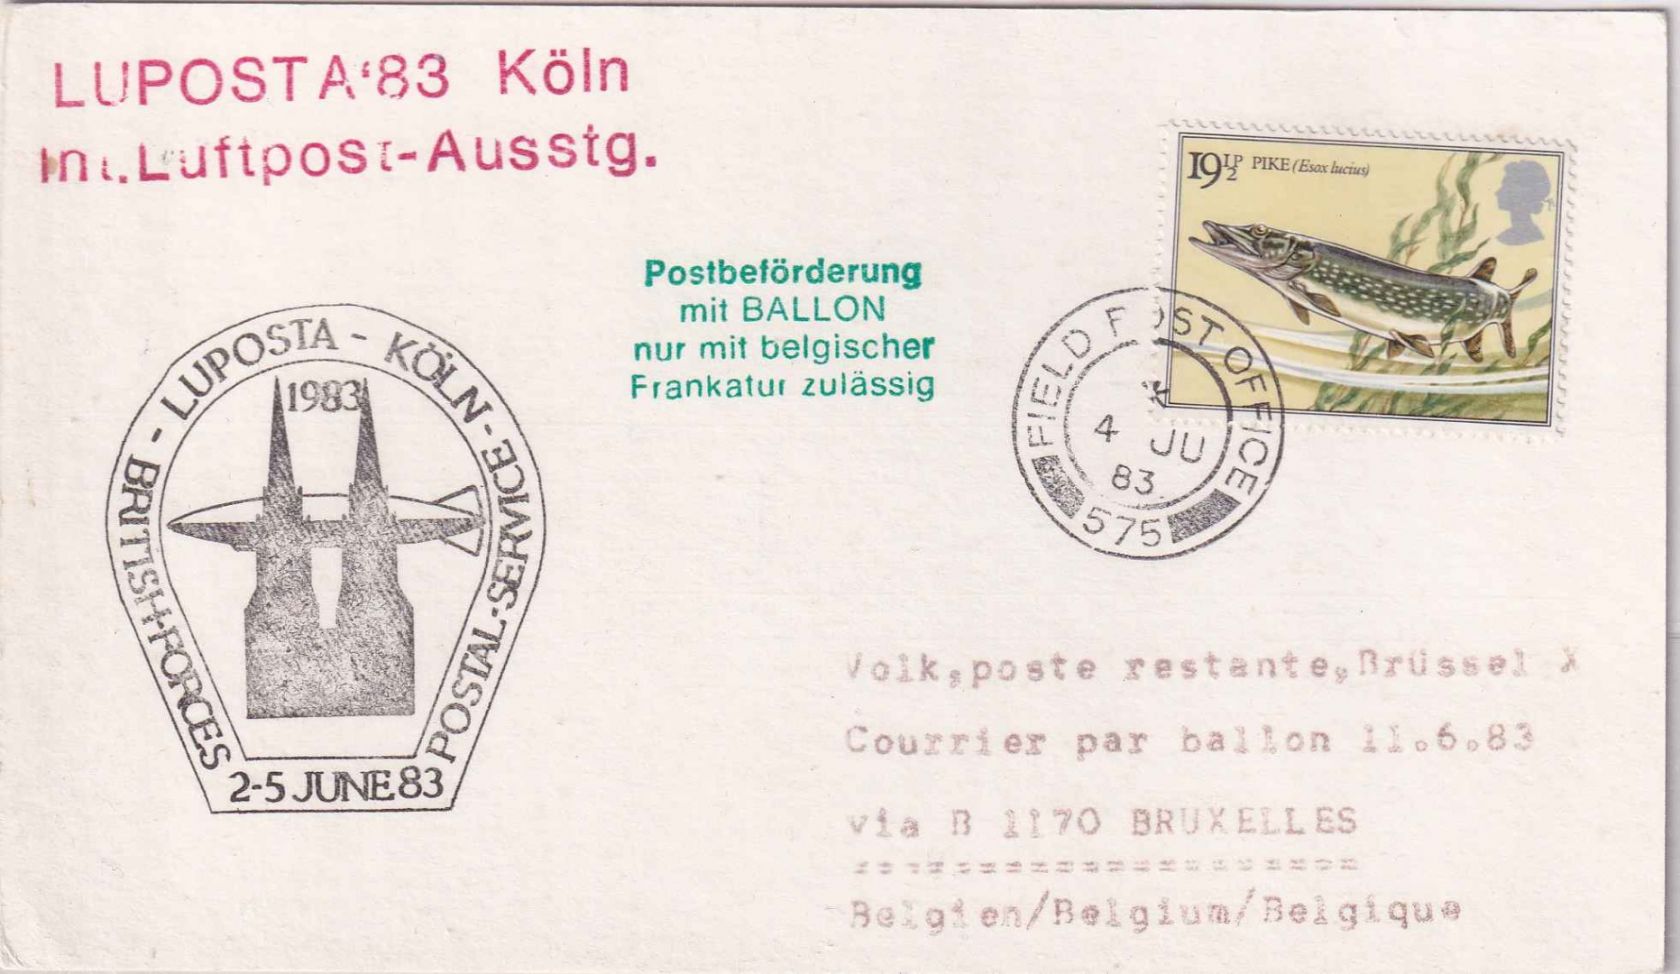 LUPOSTA'83 Köln
Int. Luftpost-Ausstg.
19½P PIKE (Esox lucius)
Postbeförderung
mit BALLON
nur mit belgischer
Frankatur zulässig
FIELD POST OFFICE
4 JU
83
575
BRITISH-FORCES - LUPOSTA - KÖLN - POSTAL-SERVICE
1983
2-5 JUNE 83
Volk,poste restante,Brüssel X
Courrier par ballon 11.6.83
via B 1170 BRUXELLES
====================
Belgien/Belgium/Belgique